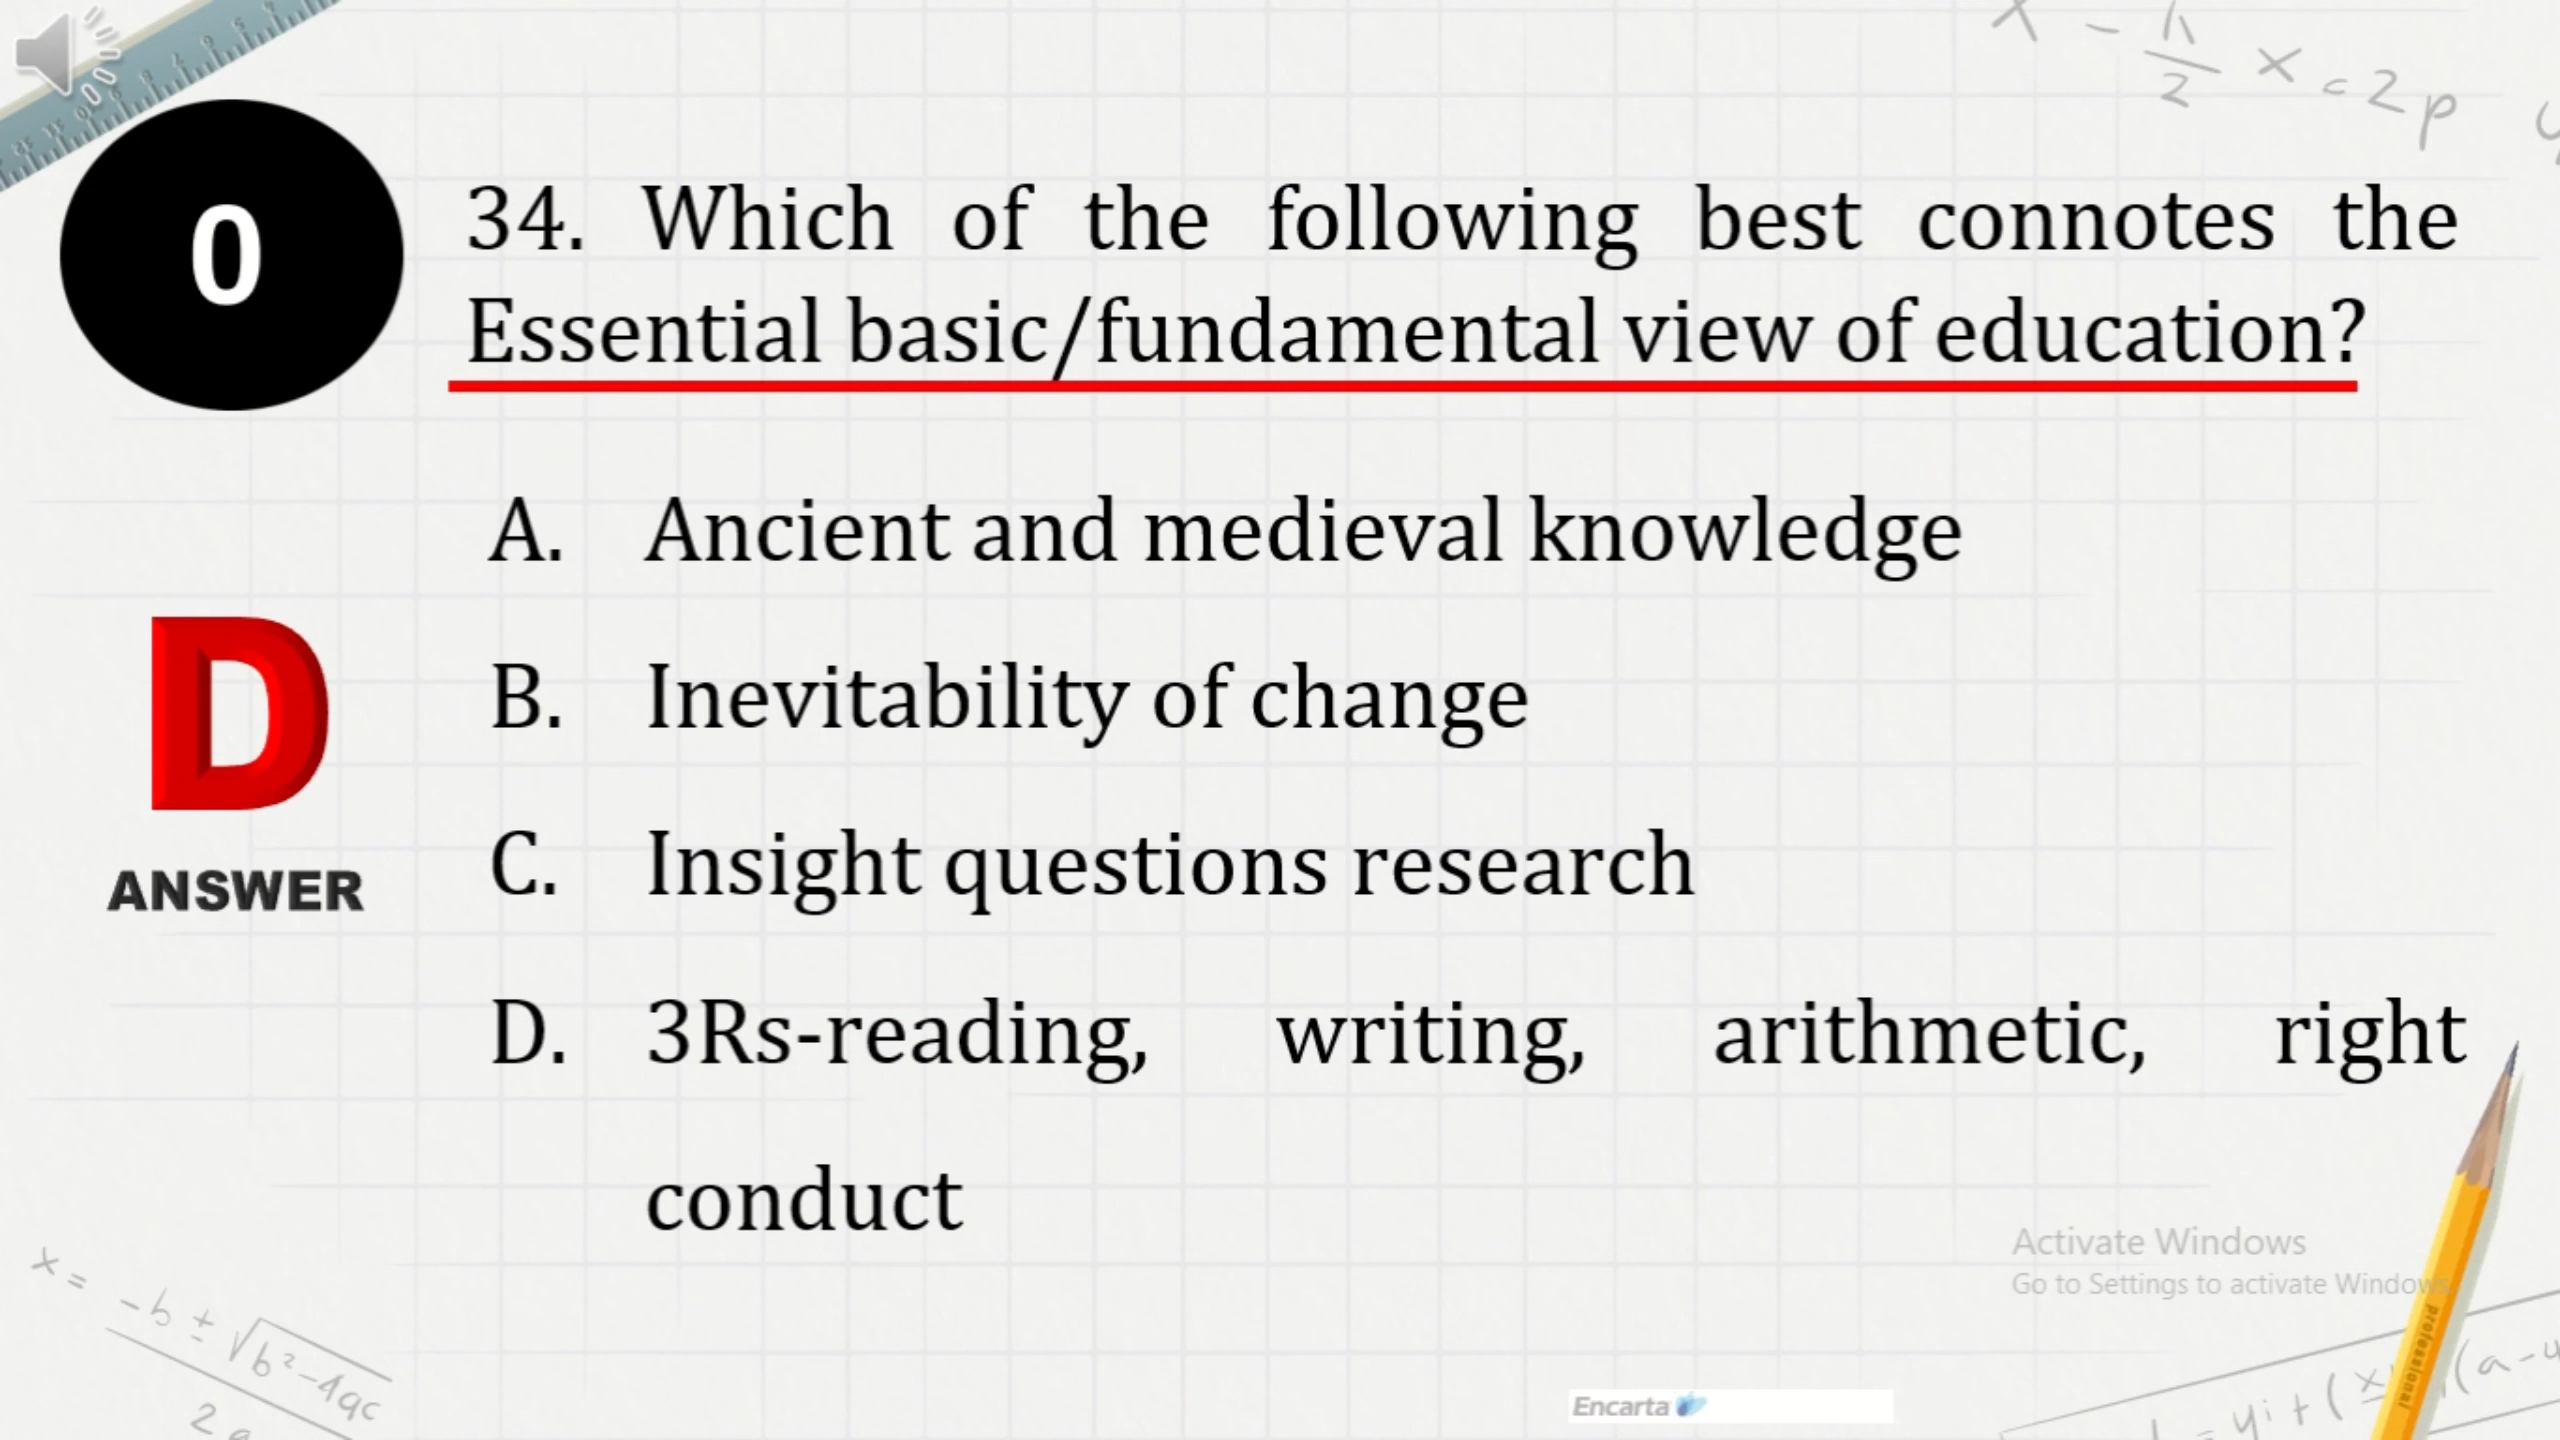 0
34. Which of the following best connotes the
Essential basic/fundamental view of education?
A. Ancient and medieval knowledge
B. Inevitability of change
C. Insight questions research
D. 3Rs-reading, writing, arithmetic, right
conduct
D
ANSWER
Activate Windows
Go to Settings to activate Windows.
professional
Encarta